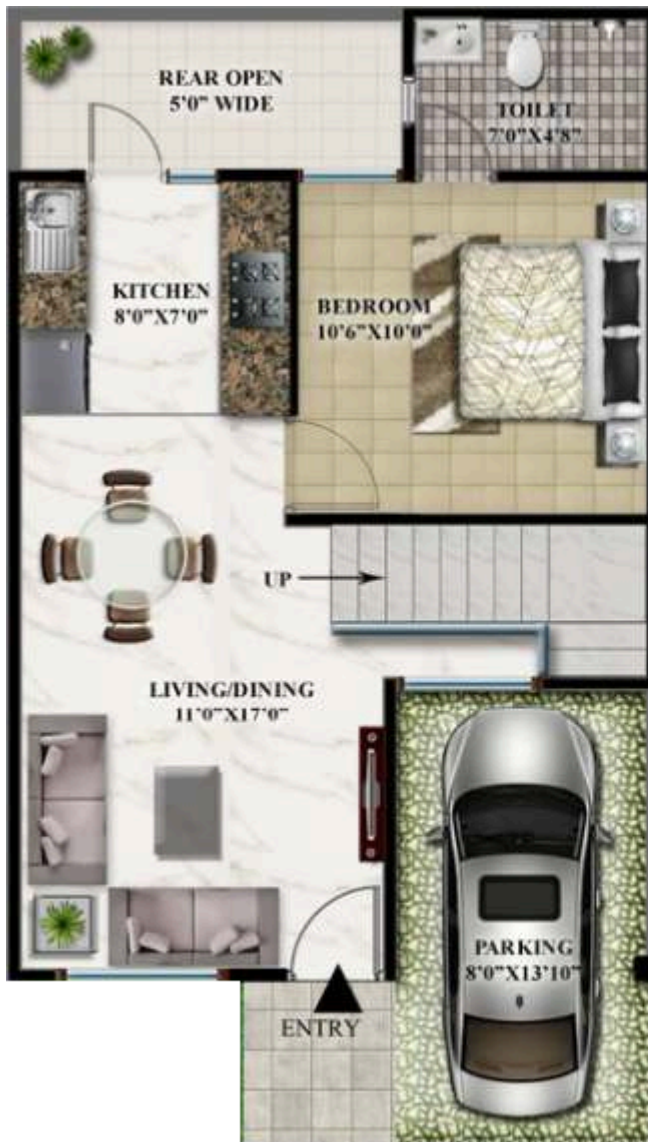 REAR OPEN
5'0" WIDE
TOILET
7'0"X4'8"
KITCHEN
8'0"X7'0"
BEDROOM
10'6"X10'0"
UP
LIVING/DINING
11'0"X17'0"
PARKING
8'0"X13'10"
ENTRY